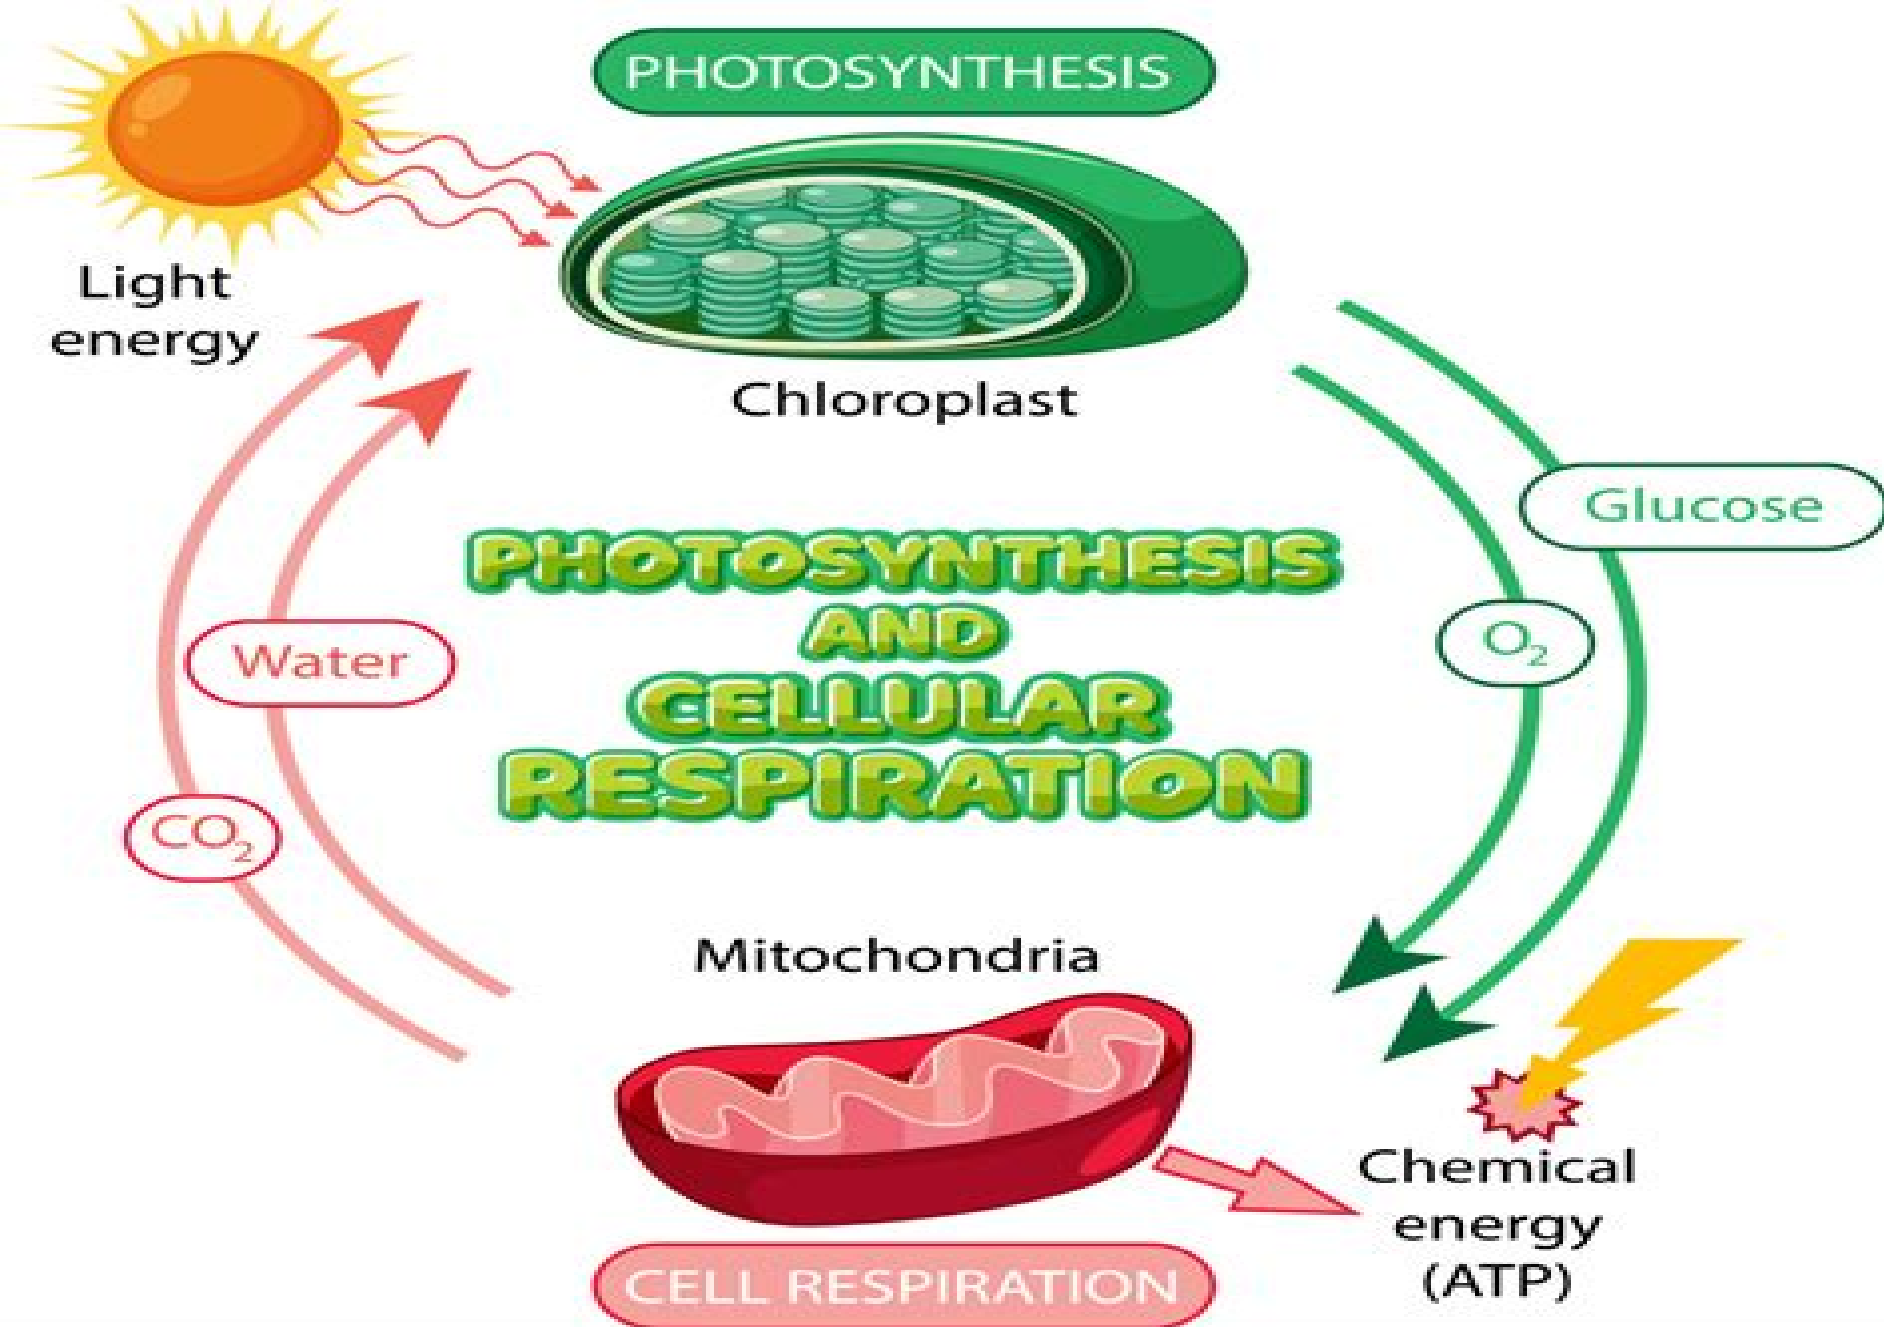 PHOTOSYNTHESIS
Light
energy
Chloroplast
Glucose
PHOTOSYNTHESIS
AND
CELLULAR
RESPIRATION
O₂
Water
CO₂
Mitochondria
Chemical
energy
(ATP)
CELL RESPIRATION